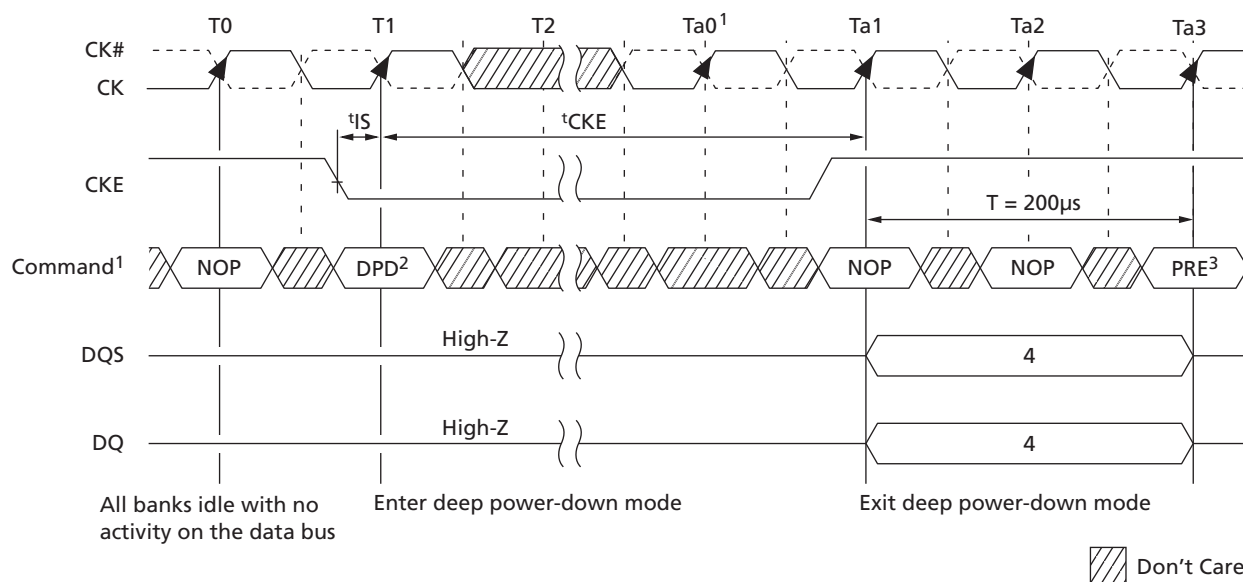 T0 T1 T2 Ta0¹ Ta1 Ta2 Ta3
CK#
CK
tIS tCKE
CKE
T = 200µs
Command¹ NOP DPD² NOP NOP PRE³
DQS High-Z 4
DQ High-Z 4
All banks idle with no
activity on the data bus
Enter deep power-down mode
Exit deep power-down mode
Don't Care